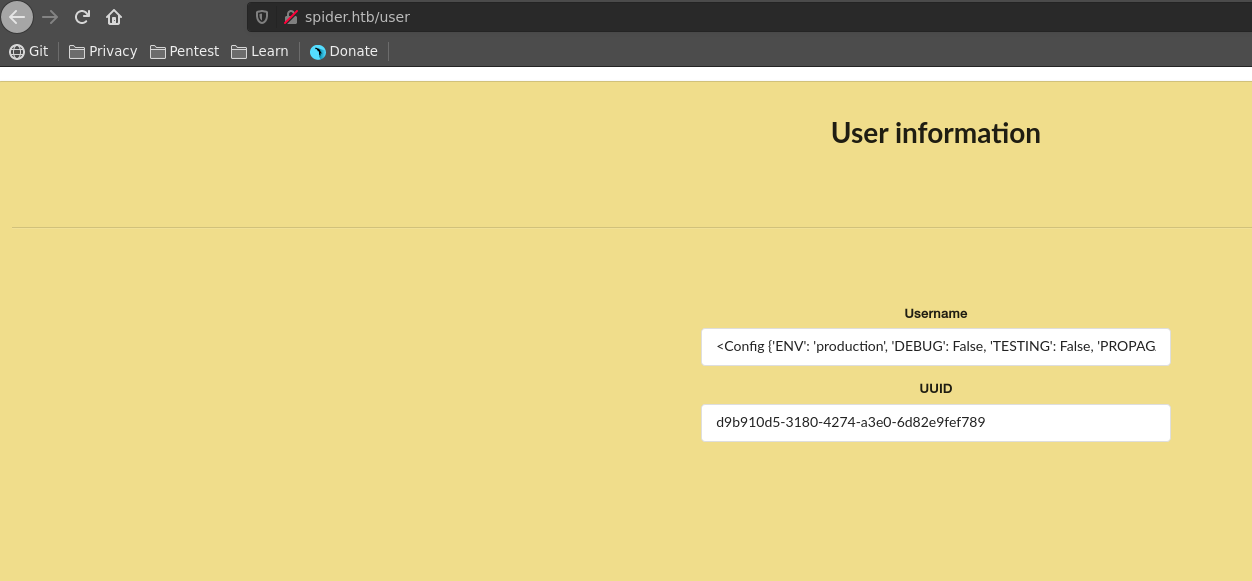 spider.htb/user
Git Privacy Pentest Learn Donate
User information
Username
<Config {'ENV': 'production', 'DEBUG': False, 'TESTING': False, 'PROPAG
UUID
d9b910d5-3180-4274-a3e0-6d82e9fef789